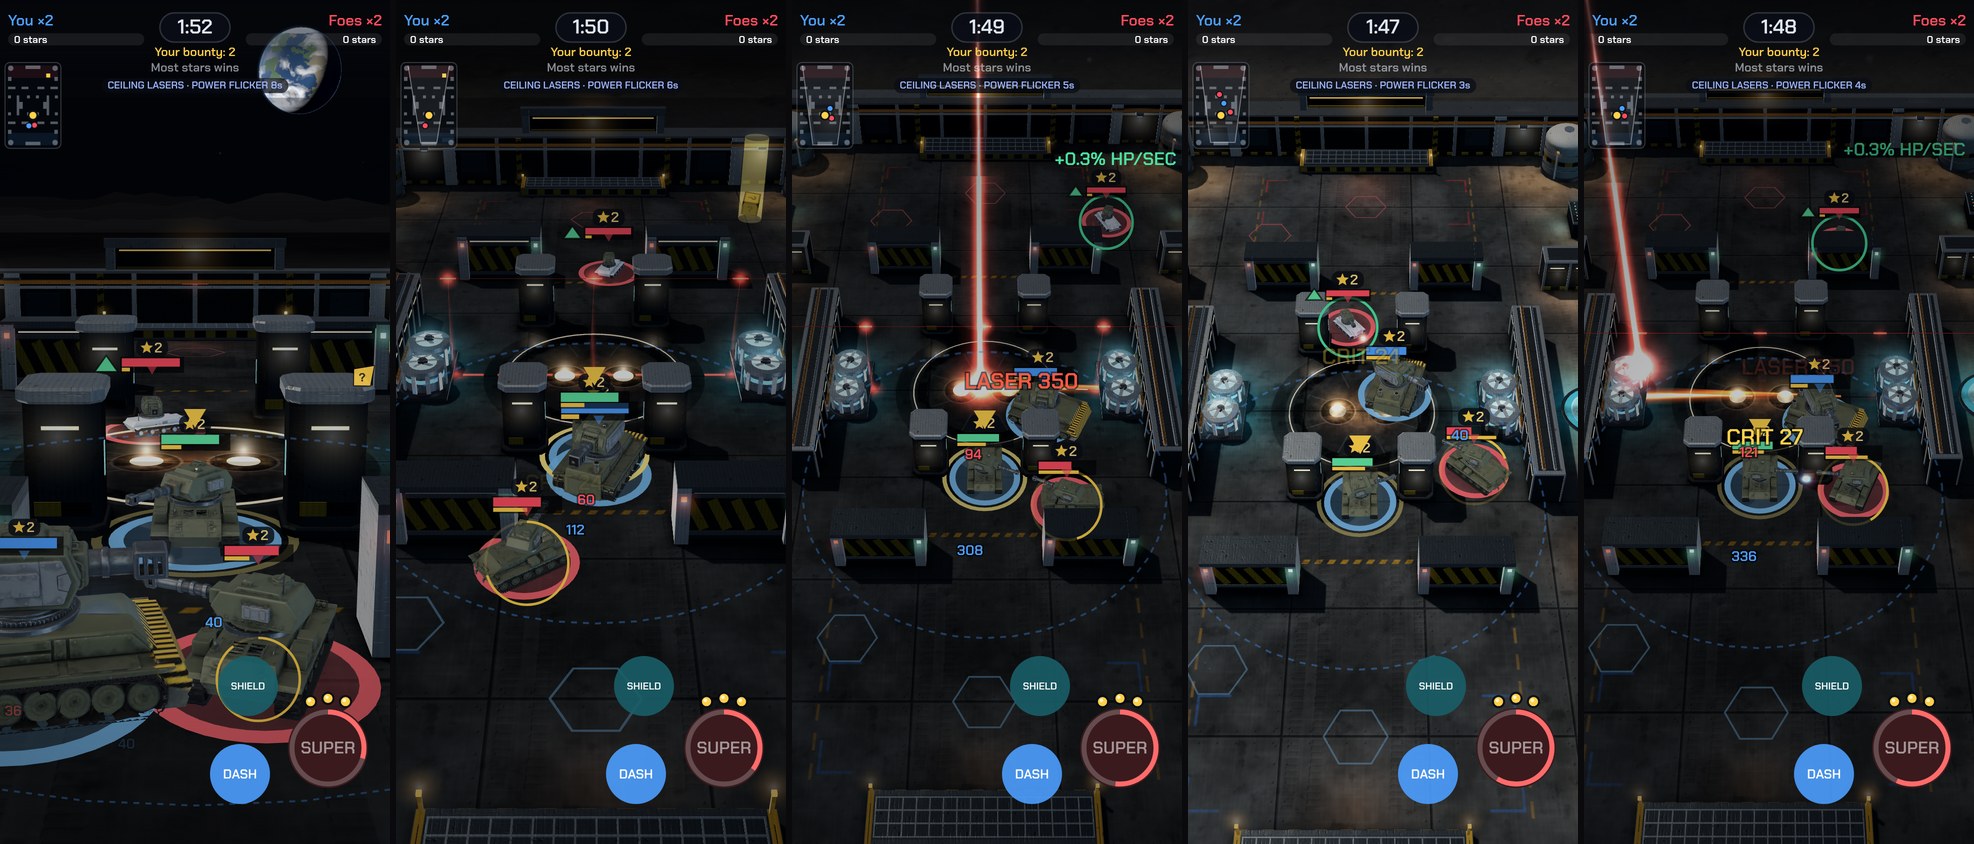 You ×2
1:52
Foes ×2
0 stars
0 stars
Your bounty: 2
Most stars wins
CEILING LASERS · POWER FLICKER 8s
★2
?
★2
★2
★2
40
36
40
SHIELD
SUPER
DASH
You ×2
1:50
Foes ×2
0 stars
0 stars
Your bounty: 2
Most stars wins
CEILING LASERS · POWER FLICKER 6s
★2
★2
★2
60
112
SHIELD
SUPER
DASH
You ×2
1:49
Foes ×2
0 stars
0 stars
Your bounty: 2
Most stars wins
CEILING LASERS · POWER FLICKER 5s
+0.3% HP/SEC
★2
★2
LASER 350
★2
94
★2
308
SHIELD
SUPER
DASH
You ×2
1:47
Foes ×2
0 stars
0 stars
Your bounty: 2
Most stars wins
CEILING LASERS · POWER FLICKER 3s
★2
★2
★2
40
★2
SHIELD
SUPER
DASH
You ×2
1:48
Foes ×2
0 stars
0 stars
Your bounty: 2
Most stars wins
CEILING LASERS · POWER FLICKER 4s
+0.3% HP/SEC
★2
★2
CRIT 27
121
★2
336
SHIELD
SUPER
DASH